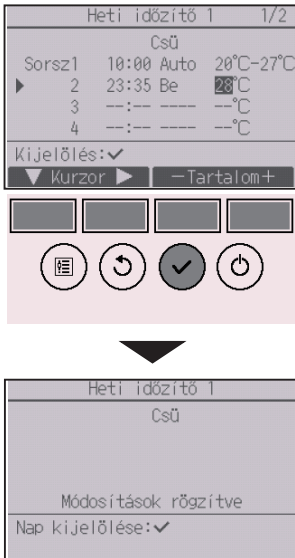 Heti időzítő 1 1/2
Csü
Sorsz1 10:00 Auto 20°C-27°C
2 23:35 Be 28°C
3 --:-- ---- --°C
4 --:-- ---- --°C
Kijelölés:✓
▼ Kurzor ▶ −Tartalom+
Heti időzítő 1
Csü
Módosítások rögzítve
Nap kijelölése:✓